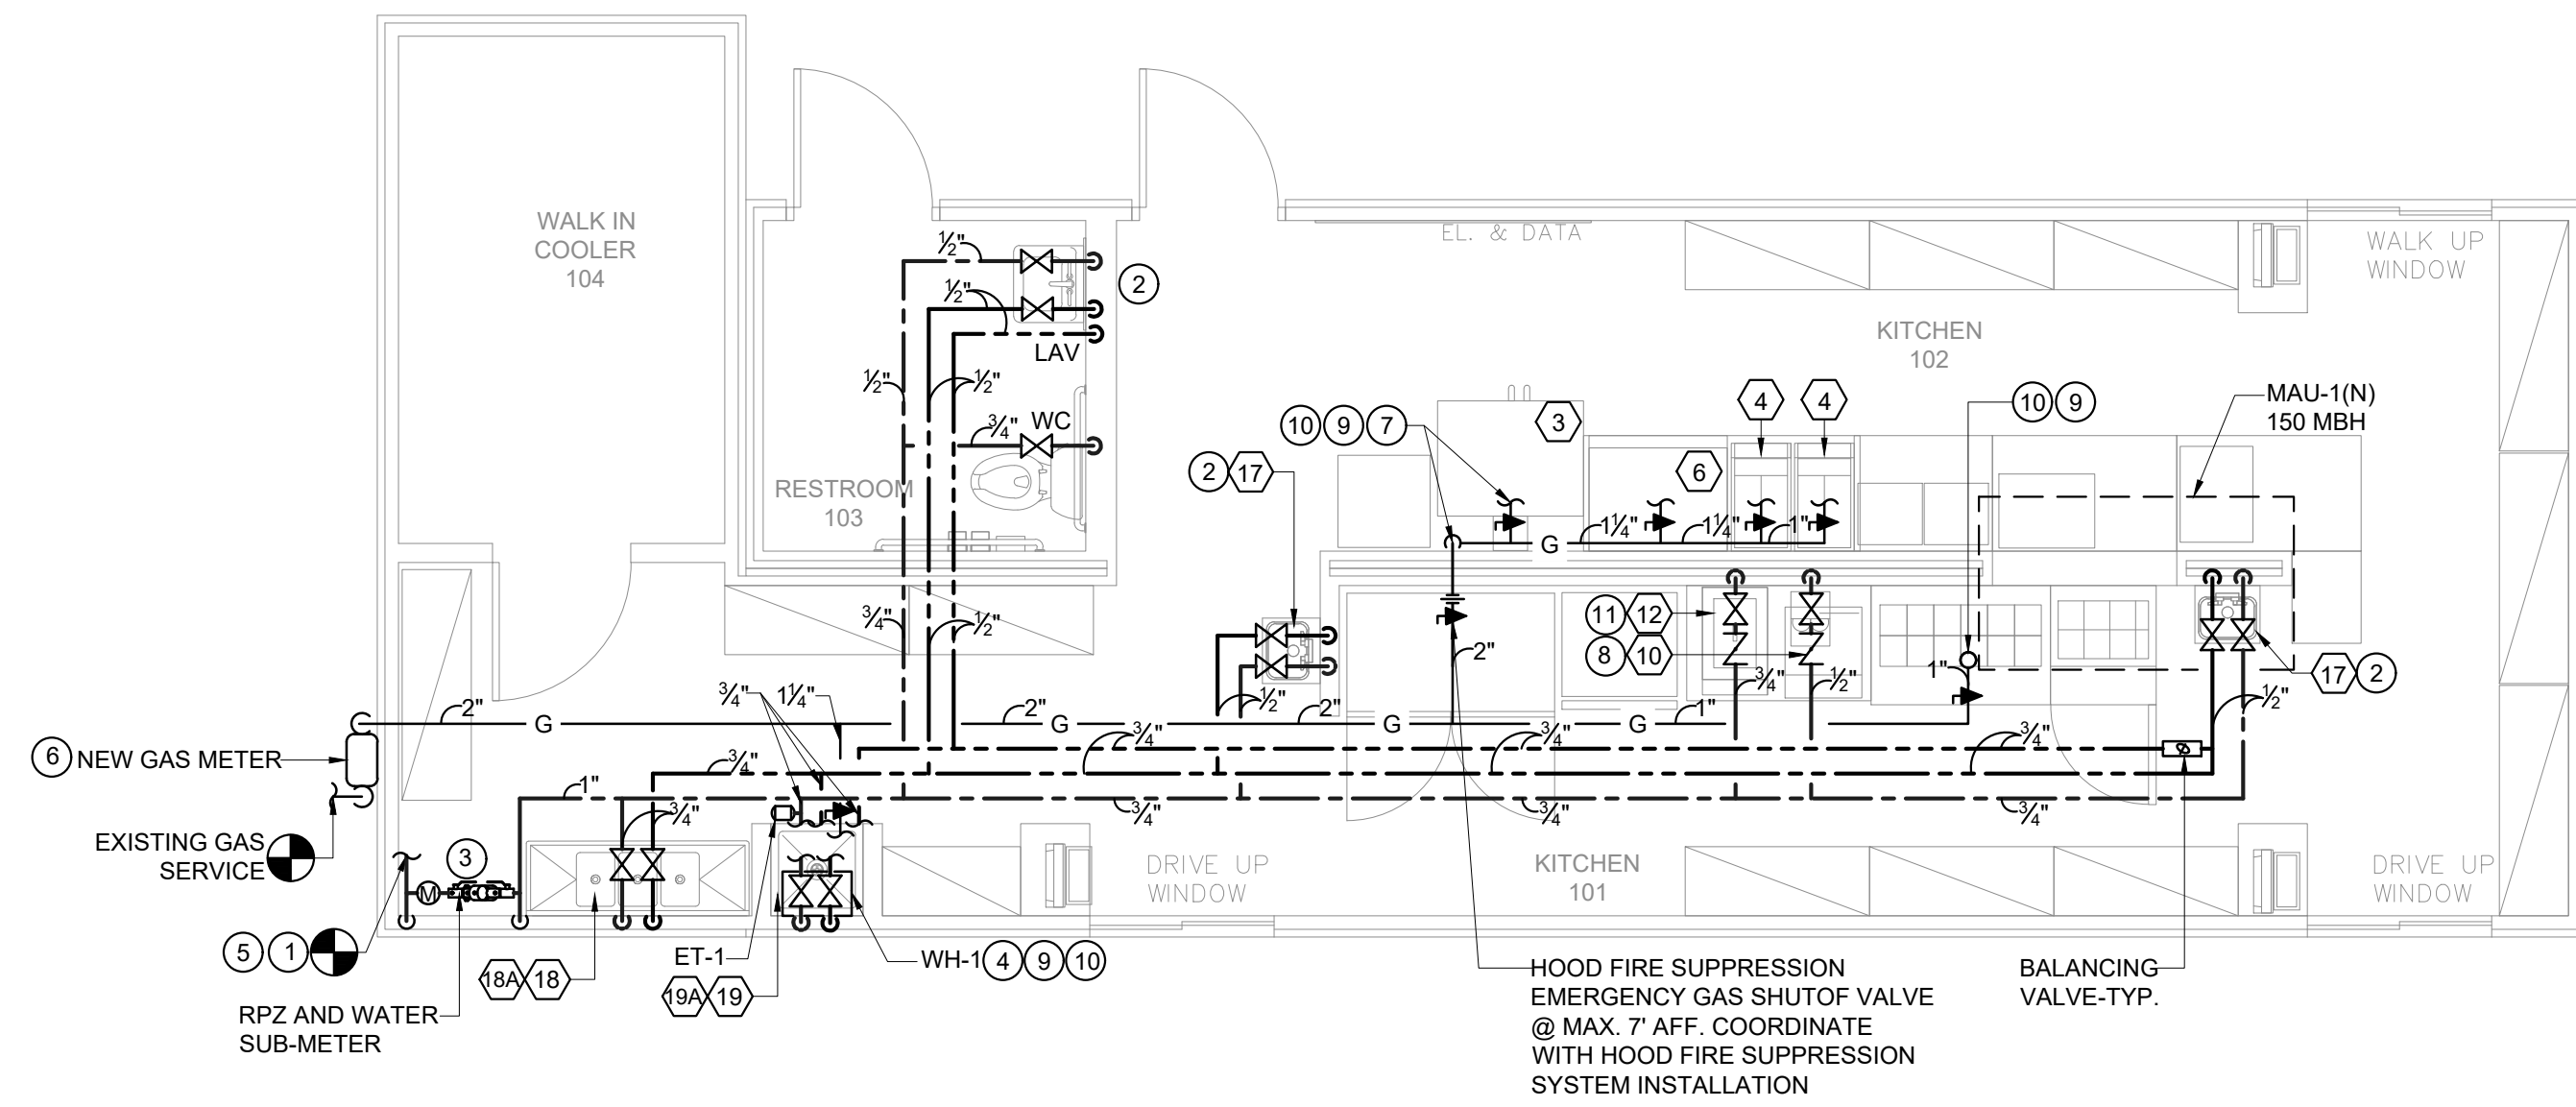 WALK IN
COOLER
104
EL. & DATA
WALK UP
WINDOW
1/2"
2
1/2"
LAV
KITCHEN
102
1/2"
1/2"
WC
3/4"
RESTROOM
103
2 17
10 9 7
3
4
4
6
10 9
MAU-1(N)
150 MBH
1 1/4"
1 1/4"
1"
G
3/4"
1/2"
1/2"
2"
11 12
8 10
3/4"
1/2"
1"
17 2
1/2"
6 NEW GAS METER
2"
G
3/4"
1 1/4"
2"
G
2"
G
G
1"
3/4"
3/4"
3/4"
3/4"
1"
3/4"
3/4"
3/4"
3/4"
EXISTING GAS
SERVICE
3
M
DRIVE UP
WINDOW
KITCHEN
101
DRIVE UP
WINDOW
5 1
RPZ AND WATER
SUB-METER
18A 18
ET-1
19A 19
WH-1 4 9 10
HOOD FIRE SUPPRESSION
EMERGENCY GAS SHUTOF VALVE
@ MAX. 7' AFF. COORDINATE
WITH HOOD FIRE SUPPRESSION
SYSTEM INSTALLATION
BALANCING
VALVE-TYP.